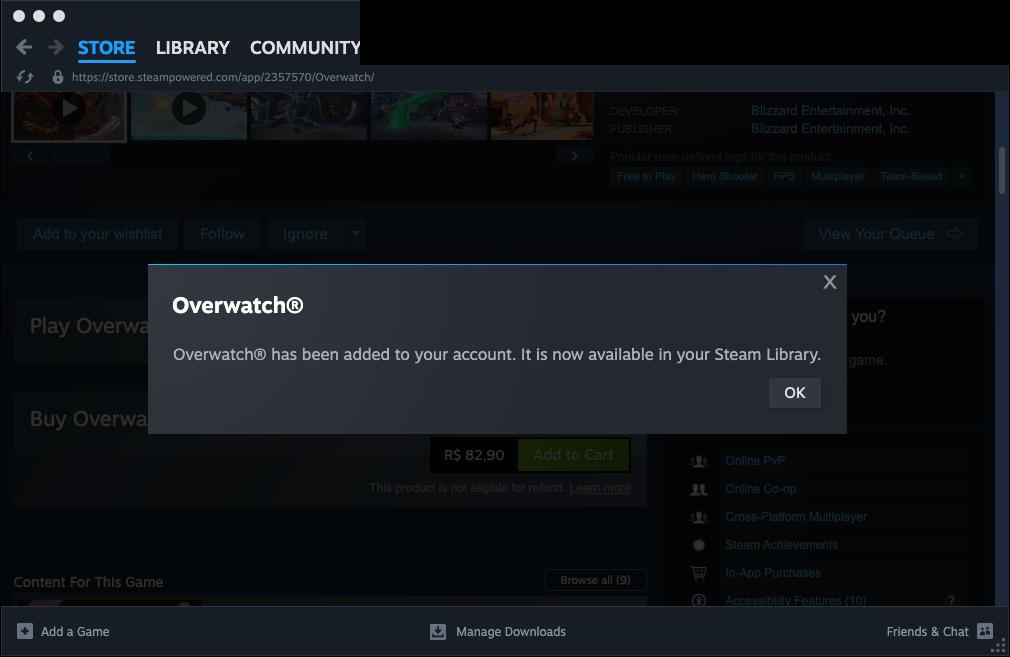 STORE LIBRARY COMMUNITY
https://store.steampowered.com/app/2357570/Overwatch/
DEVELOPER: Blizzard Entertainment, Inc.
PUBLISHER: Blizzard Entertainment, Inc.
Popular user-defined tags for this product:
Free to Play Hero Shooter FPS Multiplayer Team-Based +
Add to your wishlist Follow Ignore View Your Queue
Overwatch®
X
Play Overwa
you?
Overwatch® has been added to your account. It is now available in your Steam Library.
game.
OK
Buy Overwa
R$ 82,90 Add to Cart
This product is not eligible for refund. Learn more
Online PvP
Online Co-op
Cross-Platform Multiplayer
Steam Achievements
In-App Purchases
Accessibility Features (10) ?
Content For This Game Browse all (9)
Add a Game Manage Downloads Friends & Chat